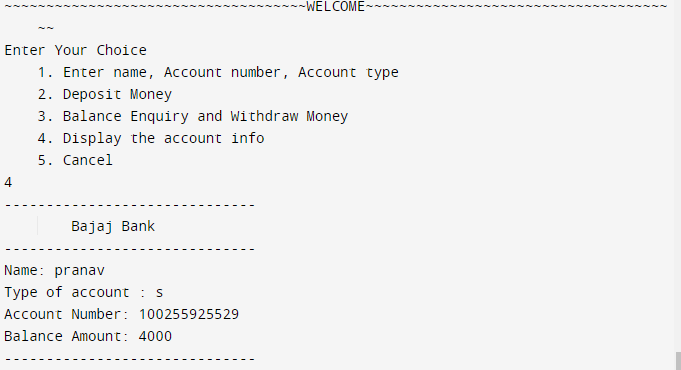 ~~~~~~~~~~~~~~~~~~~~~~~~~~~~~~~~~~~~WELCOME~~~~~~~~~~~~~~~~~~~~~~~~~~~~~~~~~~~~
~~
Enter Your Choice
1. Enter name, Account number, Account type
2. Deposit Money
3. Balance Enquiry and Withdraw Money
4. Display the account info
5. Cancel
4
------------------------------
Bajaj Bank
------------------------------
Name: pranav
Type of account : s
Account Number: 100255925529
Balance Amount: 4000
------------------------------